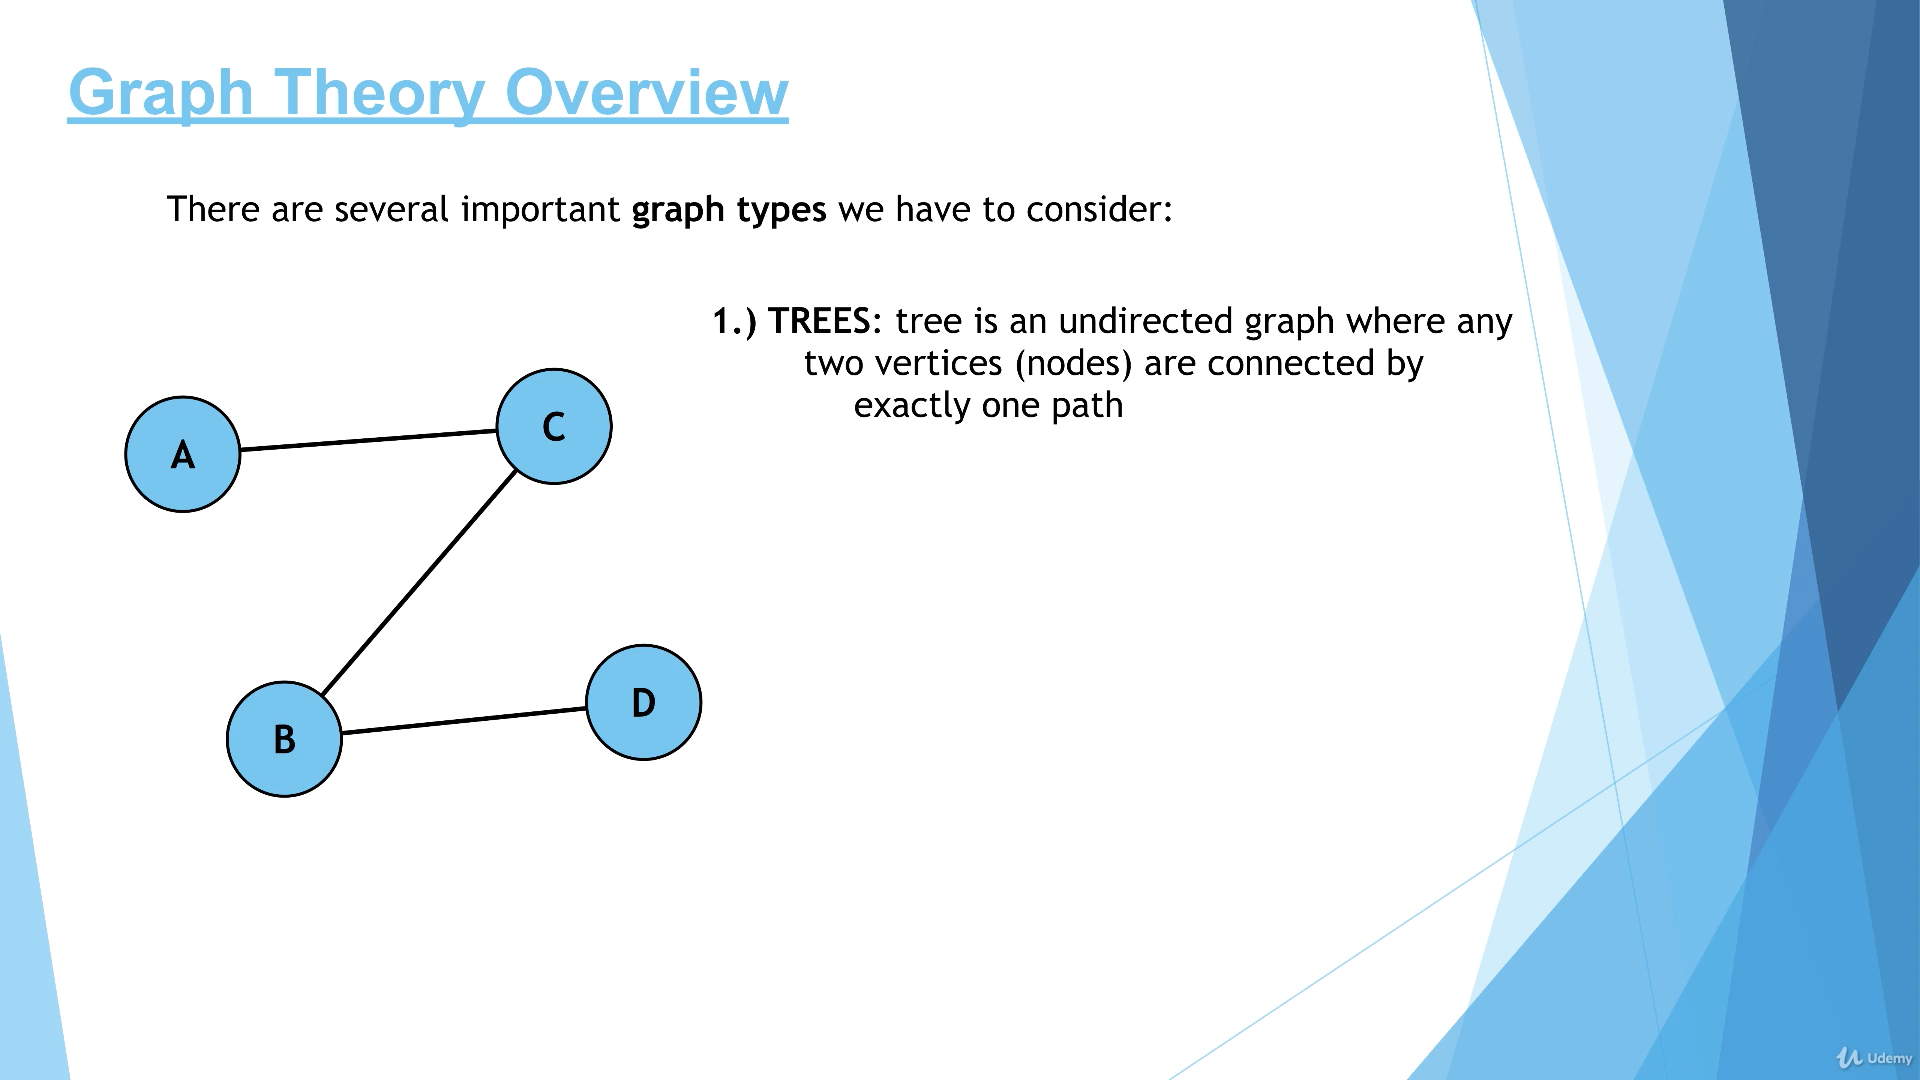 Graph Theory Overview
There are several important graph types we have to consider:
1.) TREES: tree is an undirected graph where any
two vertices (nodes) are connected by
exactly one path
A
C
B
D
Udemy